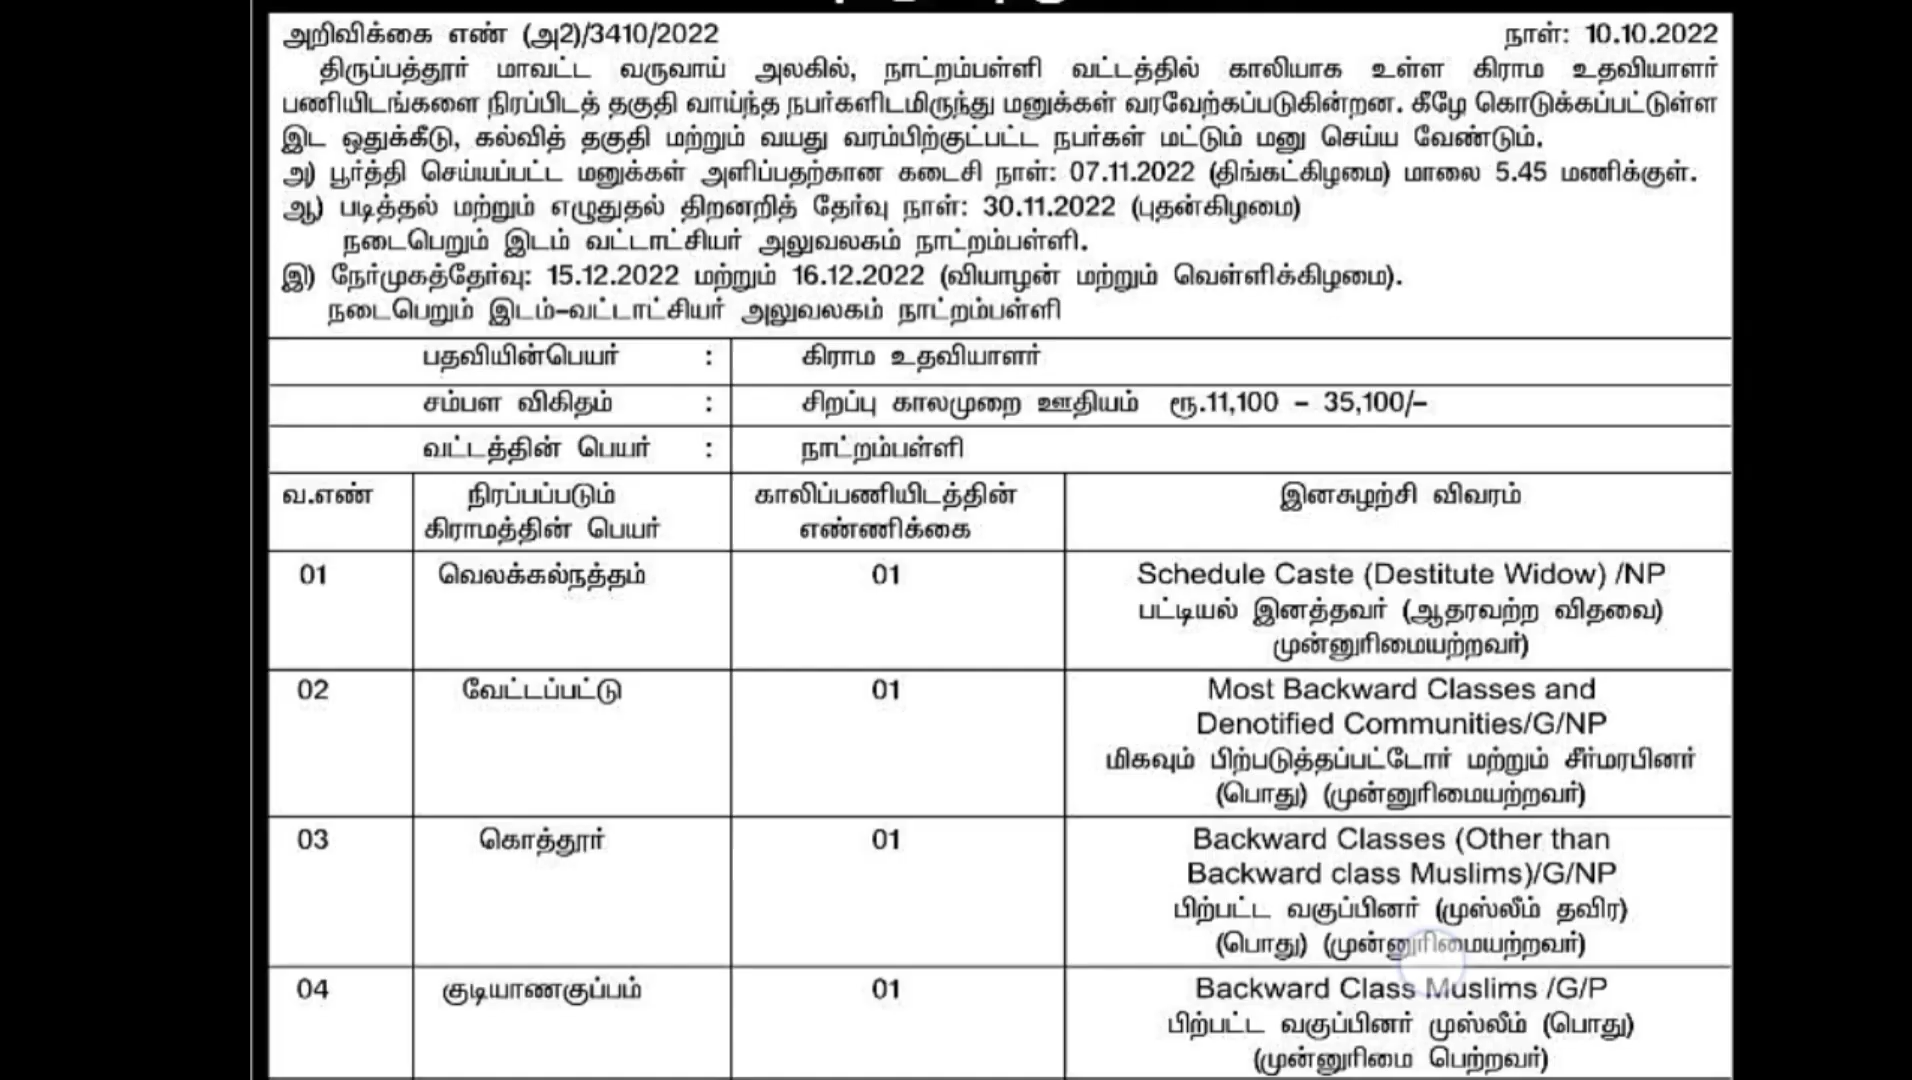 அறிவிக்கை எண் (அ2)/3410/2022 நாள்: 10.10.2022
திருப்பத்தூர் மாவட்ட வருவாய் அலகில், நாட்றம்பள்ளி வட்டத்தில் காலியாக உள்ள கிராம உதவியாளர்
பணியிடங்களை நிரப்பிடத் தகுதி வாய்ந்த நபர்களிடமிருந்து மனுக்கள் வரவேற்கப்படுகின்றன. கீழே கொடுக்கப்பட்டுள்ள
இட ஒதுக்கீடு, கல்வித் தகுதி மற்றும் வயது வரம்பிற்குட்பட்ட நபர்கள் மட்டும் மனு செய்ய வேண்டும்.
அ) பூர்த்தி செய்யப்பட்ட மனுக்கள் அளிப்பதற்கான கடைசி நாள்: 07.11.2022 (திங்கட்கிழமை) மாலை 5.45 மணிக்குள்.
ஆ) படித்தல் மற்றும் எழுதுதல் திறனறித் தேர்வு நாள்: 30.11.2022 (புதன்கிழமை)
நடைபெறும் இடம் வட்டாட்சியர் அலுவலகம் நாட்றம்பள்ளி.
இ) நேர்முகத்தேர்வு: 15.12.2022 மற்றும் 16.12.2022 (வியாழன் மற்றும் வெள்ளிக்கிழமை).
நடைபெறும் இடம்–வட்டாட்சியர் அலுவலகம் நாட்றம்பள்ளி
பதவியின்பெயர் : கிராம உதவியாளர்
சம்பள விகிதம் : சிறப்பு காலமுறை ஊதியம் ரூ.11,100 – 35,100/–
வட்டத்தின் பெயர் : நாட்றம்பள்ளி
வ.எண் நிரப்பப்படும் காலிப்பணியிடத்தின் இனசுழற்சி விவரம்
கிராமத்தின் பெயர் எண்ணிக்கை
01 வெலக்கல்நத்தம் 01 Schedule Caste (Destitute Widow) /NP
பட்டியல் இனத்தவர் (ஆதரவற்ற விதவை)
முன்னுரிமையற்றவர்)
02 வேட்டப்பட்டு 01 Most Backward Classes and
Denotified Communities/G/NP
மிகவும் பிற்படுத்தப்பட்டோர் மற்றும் சீர்மரபினர்
(பொது) (முன்னுரிமையற்றவர்)
03 கொத்தூர் 01 Backward Classes (Other than
Backward class Muslims)/G/NP
பிற்பட்ட வகுப்பினர் (முஸ்லீம் தவிர)
(பொது) (முன்னுரிமையற்றவர்)
04 குடியாணகுப்பம் 01 Backward Class Muslims /G/P
பிற்பட்ட வகுப்பினர் முஸ்லீம் (பொது)
(முன்னுரிமை பெற்றவர்)